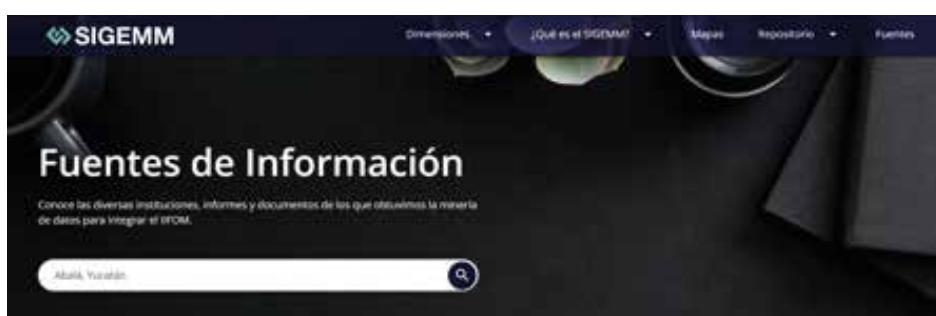 SIGEMM
Dimensiones ¿Qué es el SIGEMM? Mapas Repositorio Fuentes
Fuentes de Información
Conoce las diversas instituciones, informes y documentos de los que obtuvimos la minería
de datos para integrar el IIFOM.
Abalá, Yucatán